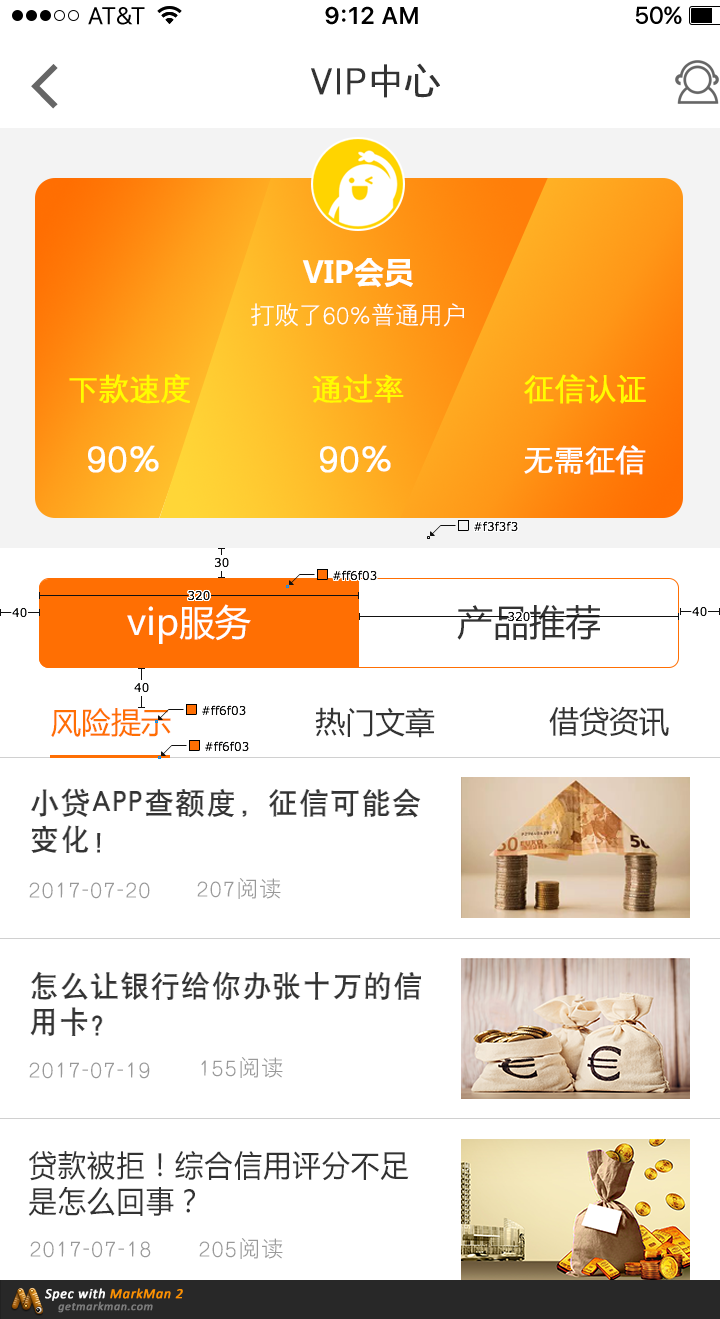 AT&T 9:12 AM 50%
VIP中心
VIP会员
打败了60%普通用户
下款速度 通过率 征信认证
90% 90% 无需征信
#f3f3f3
30
#ff6f03
320
40 320 40
vip服务 产品推荐
40
#ff6f03
风险提示 热门文章 借贷资讯
#ff6f03
小贷APP查额度，征信可能会
变化！
2017-07-20 207阅读
50 EURO 50
怎么让银行给你办张十万的信
用卡？
€ €
2017-07-19 155阅读
贷款被拒！综合信用评分不足
是怎么回事？
2017-07-18 205阅读
Spec with MarkMan 2
getmarkman.com